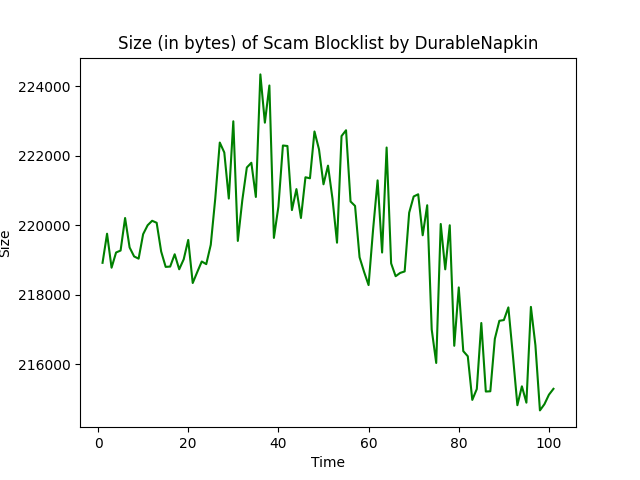 Size (in bytes) of Scam Blocklist by DurableNapkin
224000
222000
220000
218000
216000
Size
0 20 40 60 80 100
Time